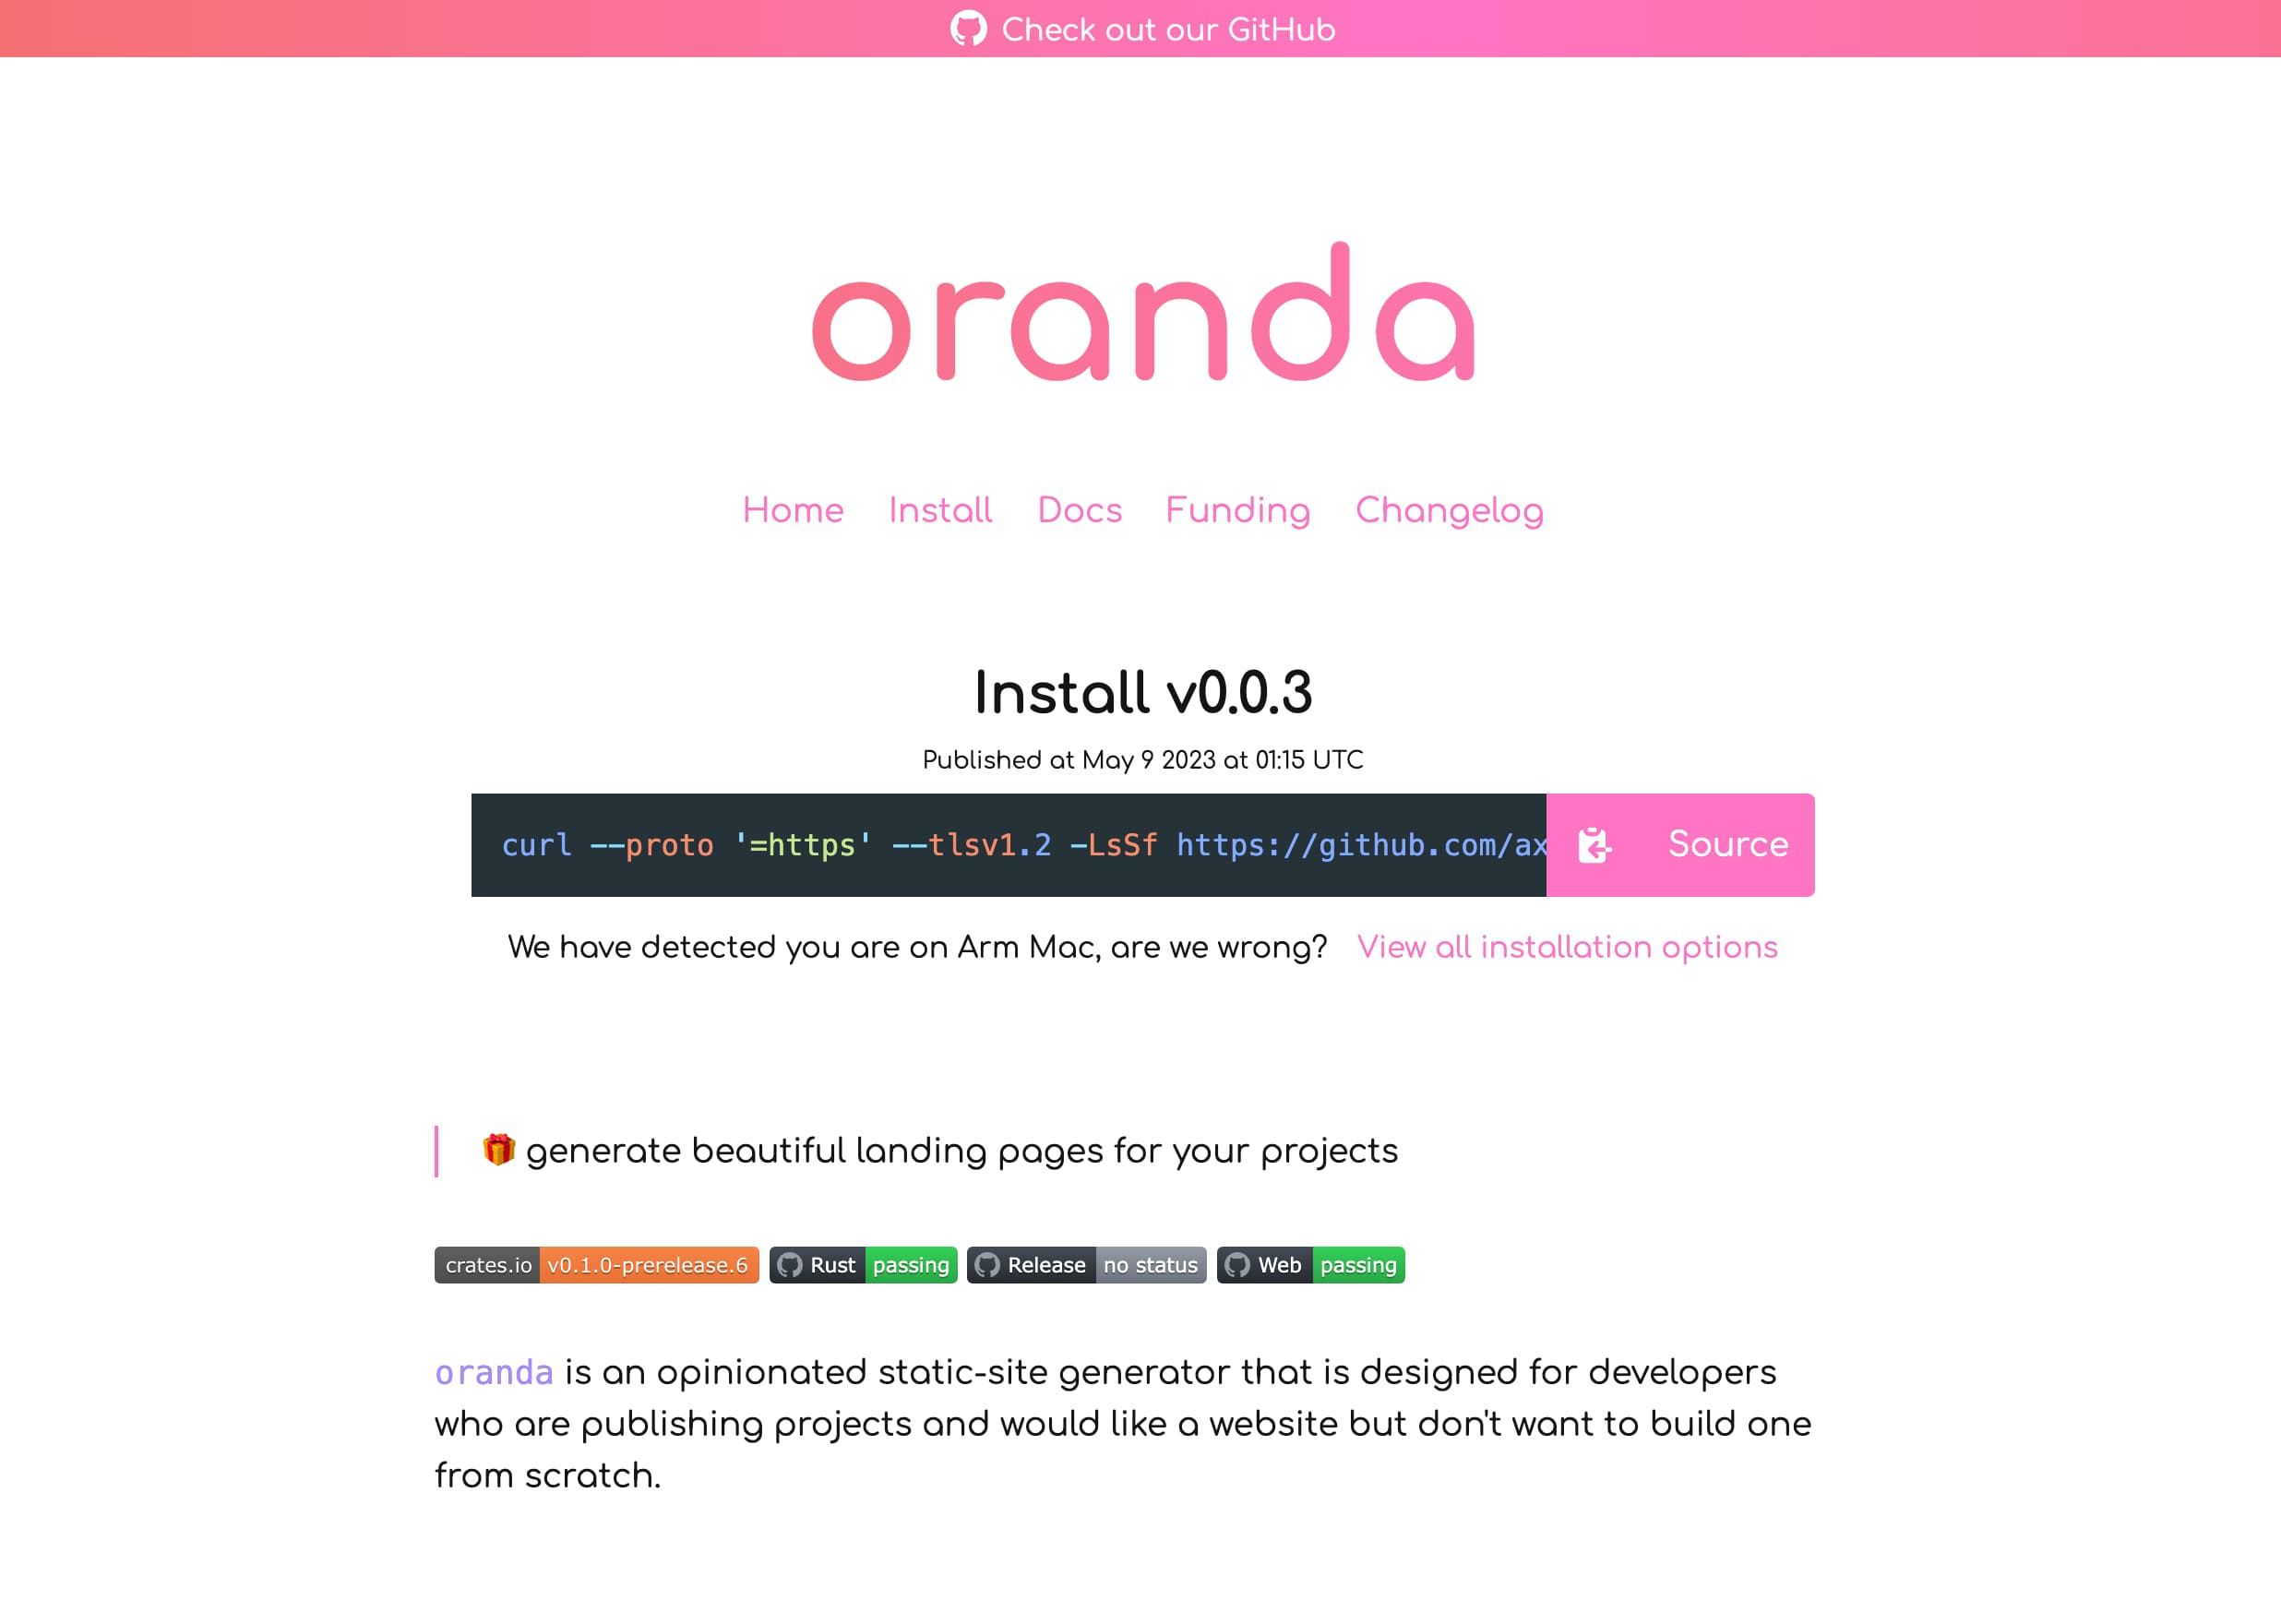 Check out our GitHub
oranda
Home Install Docs Funding Changelog
Install v0.0.3
Published at May 9 2023 at 01:15 UTC
curl --proto '=https' --tlsv1.2 -LsSf https://github.com/ax
Source
We have detected you are on Arm Mac, are we wrong? View all installation options
🎁 generate beautiful landing pages for your projects
crates.io v0.1.0-prerelease.6 Rust passing Release no status Web passing
oranda is an opinionated static-site generator that is designed for developers
who are publishing projects and would like a website but don't want to build one
from scratch.